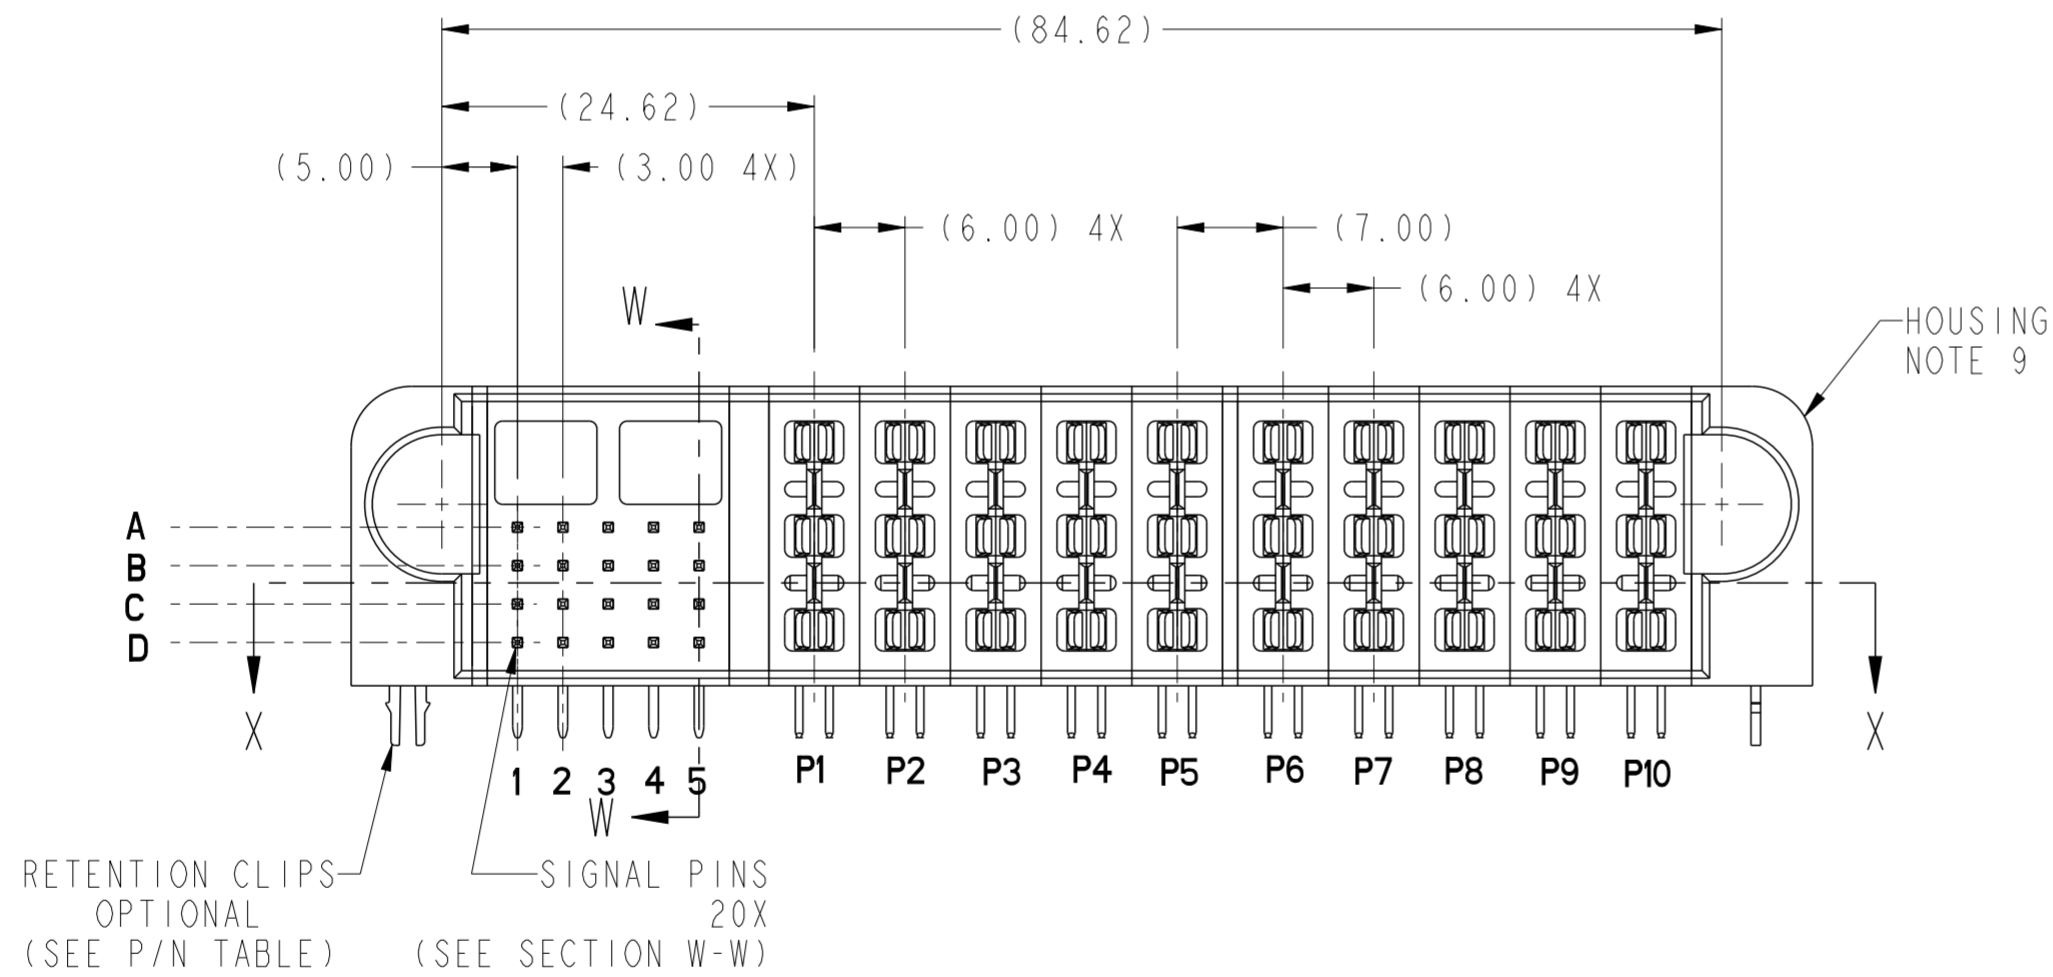 (84.62)
(24.62)
(5.00)
(3.00 4X)
(6.00) 4X
(7.00)
(6.00) 4X
W
HOUSING
NOTE 9
A
B
C
D
X
X
1 2 3 4 5
P1 P2 P3 P4 P5 P6 P7 P8 P9 P10
W
RETENTION CLIPS
OPTIONAL
(SEE P/N TABLE)
SIGNAL PINS
20X
(SEE SECTION W-W)